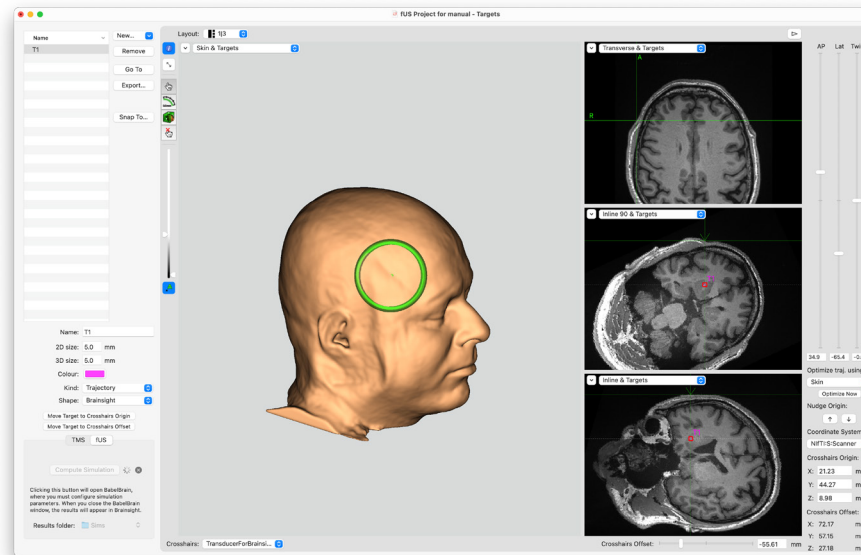 fUS Project for manual - Targets
Name
T1
New...
Remove
Go To
Export...
Snap To...
Name: T1
2D size: 5.0 mm
3D size: 5.0 mm
Colour:
Kind: Trajectory
Shape: Brainsight
Move Target to Crosshairs Origin
Move Target to Crosshairs Offset
TMS fUS
Compute Simulation
Clicking this button will open BabelBrain,
where you must configure simulation
parameters. When you close the BabelBrain
window, the results will appear in Brainsight.
Results folder: Sims
Layout: 1|3
Skin & Targets
Crosshairs: TransducerForBrainsi...
Transverse & Targets
A
R
Inline 90 & Targets
Inline & Targets
Crosshairs Offset: -55.61 mm
AP Lat Twi
34.9 -65.4
Optimize traj. using
Skin
Optimize Now
Nudge Origin:
Coordinate System
NIfTI:S:Scanner
Crosshairs Origin:
X: 21.23 m
Y: 44.27 m
Z: 8.98 m
Crosshairs Offset:
X: 72.17 m
Y: 57.15 m
Z: 27.18 m